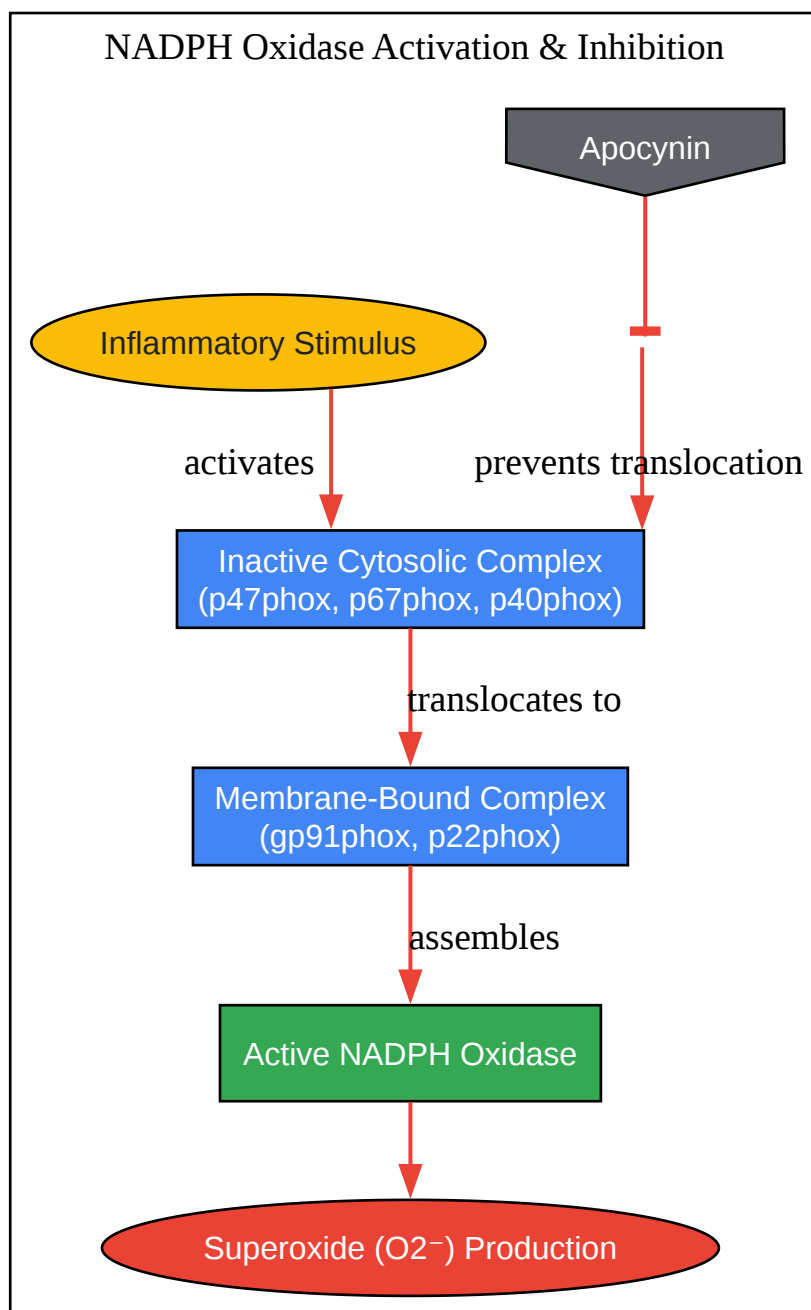 NADPH Oxidase Activation & Inhibition
Apocynin
Inflammatory Stimulus
activates
prevents translocation
Inactive Cytosolic Complex
(p47phox, p67phox, p40phox)
translocates to
Membrane-Bound Complex
(gp91phox, p22phox)
assembles
Active NADPH Oxidase
Superoxide (O2⁻) Production